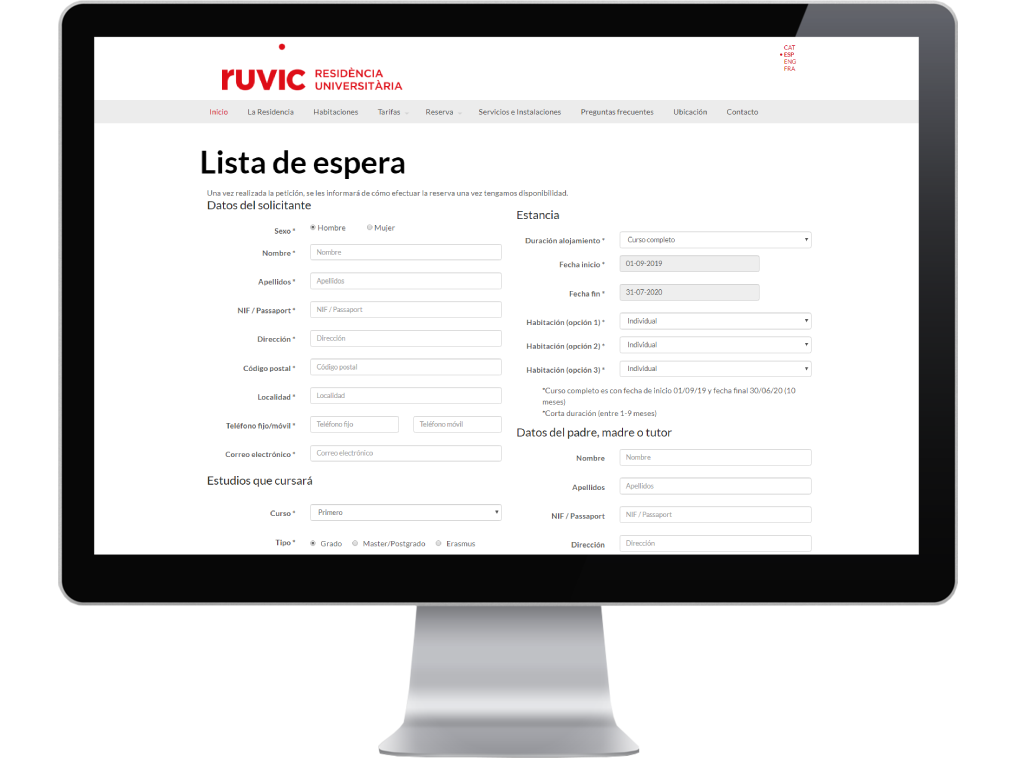 ruvic RESIDÈNCIA
UNIVERSITÀRIA
CAT
ESP
ENG
FRA
Inicio La Residencia Habitaciones Tarifas Reserva Servicios e Instalaciones Preguntas frecuentes Ubicación Contacto
Lista de espera
Una vez realizada la petición, se les informará de cómo efectuar la reserva una vez tengamos disponibilidad.
Datos del solicitante
Sexo * Hombre Mujer
Nombre * Nombre
Apellidos * Apellidos
NIF / Passaport * NIF / Passaport
Dirección * Dirección
Código postal * Código postal
Localidad * Localidad
Teléfono fijo/móvil * Teléfono fijo Teléfono móvil
Correo electrónico * Correo electrónico
Estudios que cursará
Curso * Primero
Tipo * Grado Master/Postgrado Erasmus
Estancia
Duración alojamiento * Curso completo
Fecha inicio * 01-09-2019
Fecha fin * 31-07-2020
Habitación (opción 1) * Individual
Habitación (opción 2) * Individual
Habitación (opción 3) * Individual
*Curso completo es con fecha de inicio 01/09/19 y fecha final 30/06/20 (10
meses)
*Corta duración (entre 1-9 meses)
Datos del padre, madre o tutor
Nombre Nombre
Apellidos Apellidos
NIF / Passaport NIF / Passaport
Dirección Dirección